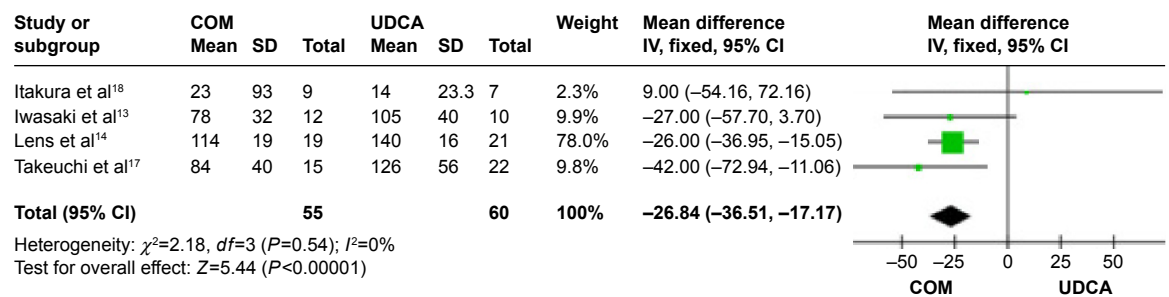 Study or subgroup COM UDCA Weight Mean difference IV, fixed, 95% CI Mean difference IV, fixed, 95% CI
Mean SD Total Mean SD Total
Itakura et al¹⁸ 23 93 9 14 23.3 7 2.3% 9.00 (–54.16, 72.16)
Iwasaki et al¹³ 78 32 12 105 40 10 9.9% –27.00 (–57.70, 3.70)
Lens et al¹⁴ 114 19 19 140 16 21 78.0% –26.00 (–36.95, –15.05)
Takeuchi et al¹⁷ 84 40 15 126 56 22 9.8% –42.00 (–72.94, –11.06)
Total (95% CI) 55 60 100% –26.84 (–36.51, –17.17)
Heterogeneity: χ²=2.18, df=3 (P=0.54); I²=0%
Test for overall effect: Z=5.44 (P<0.00001)
–50 –25 0 25 50
COM UDCA